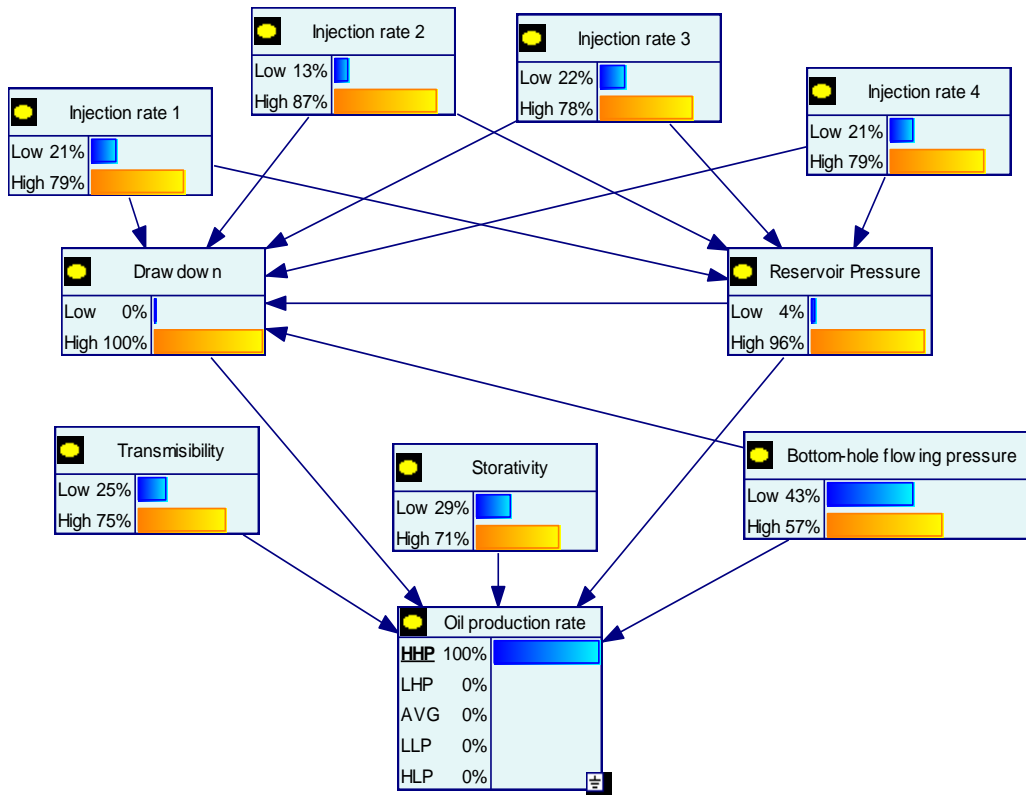 Injection rate 2
Low 13%
High 87%
Injection rate 3
Low 22%
High 78%
Injection rate 1
Low 21%
High 79%
Injection rate 4
Low 21%
High 79%
Draw down
Low 0%
High 100%
Reservoir Pressure
Low 4%
High 96%
Transmisibility
Low 25%
High 75%
Storativity
Low 29%
High 71%
Bottom-hole flowing pressure
Low 43%
High 57%
Oil production rate
HHP 100%
LHP 0%
AVG 0%
LLP 0%
HLP 0%